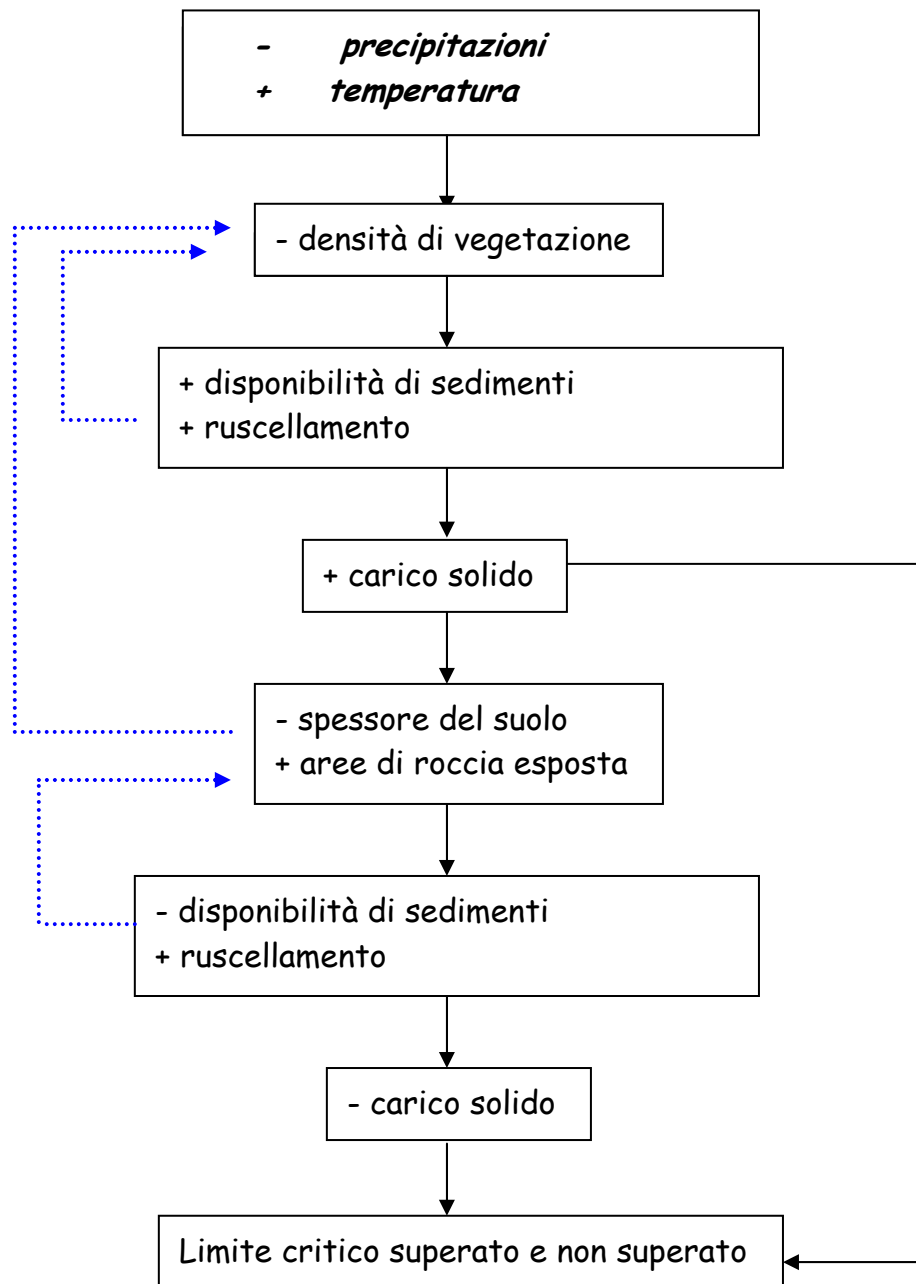 - precipitazioni
+ temperatura
- densità di vegetazione
+ disponibilità di sedimenti
+ ruscellamento
+ carico solido
- spessore del suolo
+ aree di roccia esposta
- disponibilità di sedimenti
+ ruscellamento
- carico solido
Limite critico superato e non superato